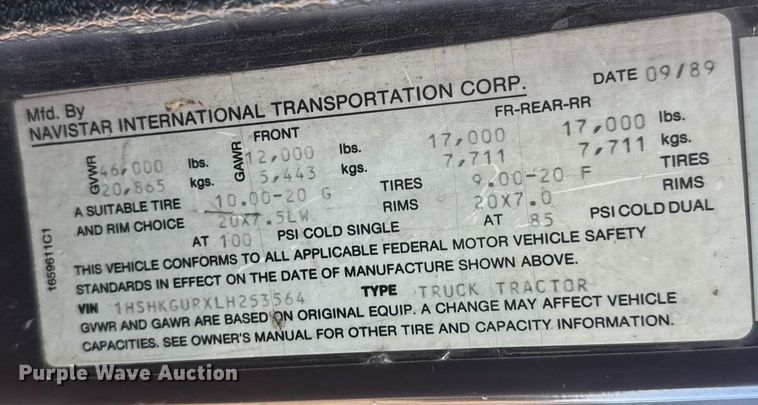 Mfd. By
NAVISTAR INTERNATIONAL TRANSPORTATION CORP. DATE 09/89
FRONT FR-REAR-RR
GVWR 46,000 lbs. GAWR 12,000 lbs. 17,000 17,000 lbs.
20,865 kgs. 5,443 kgs. 7,711 7,711 kgs.
A SUITABLE TIRE 10.00-20 G TIRES 9.00-20 F TIRES
AND RIM CHOICE 20X7.5LW RIMS 20X7.0 RIMS
AT 100 PSI COLD SINGLE AT 85 PSI COLD DUAL
THIS VEHICLE CONFORMS TO ALL APPLICABLE FEDERAL MOTOR VEHICLE SAFETY
STANDARDS IN EFFECT ON THE DATE OF MANUFACTURE SHOWN ABOVE.
VIN 1HSHKGURXLH253564 TYPE TRUCK TRACTOR
GVWR AND GAWR ARE BASED ON ORIGINAL EQUIP. A CHANGE MAY AFFECT VEHICLE
CAPACITIES. SEE OWNER'S MANUAL FOR OTHER TIRE AND CAPACITY INFORMATION.
1659611C1
Purple Wave Auction